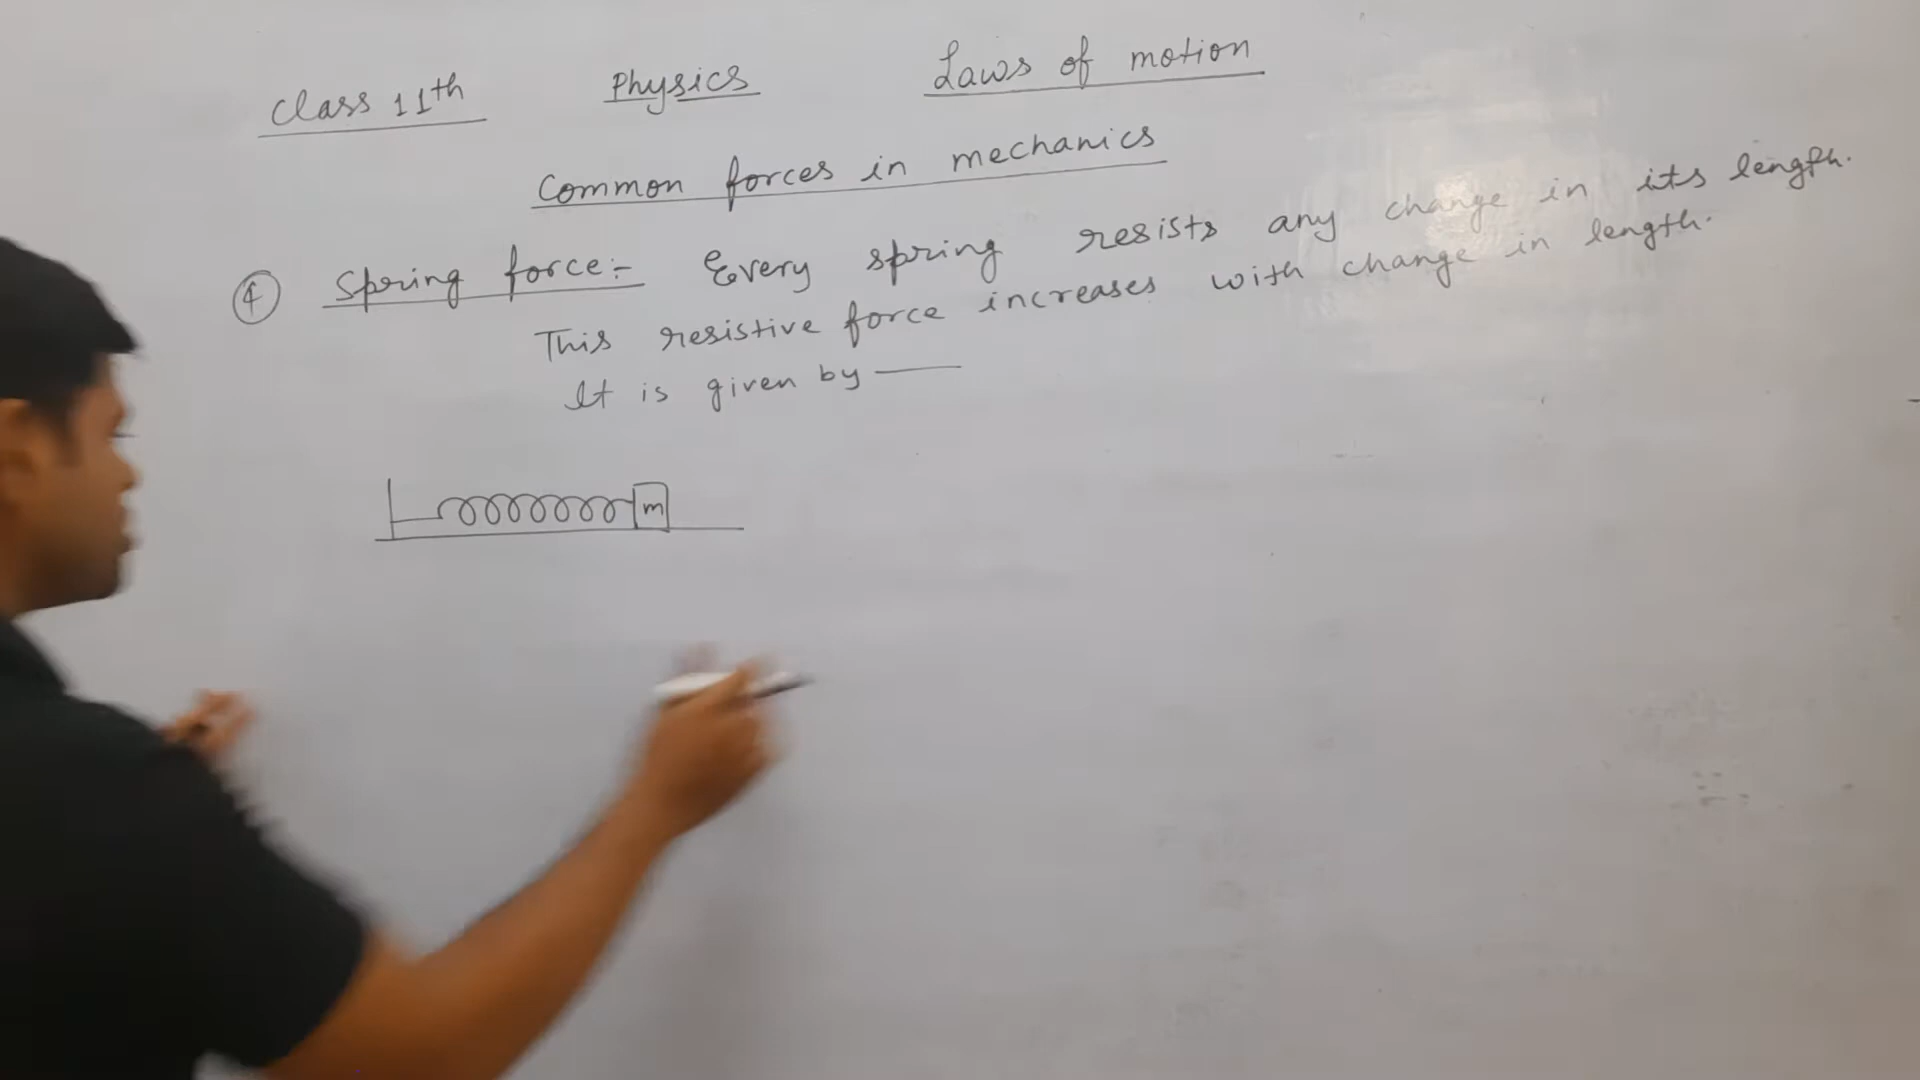 Class 11th Physics Laws of motion
Common forces in mechanics
④ Spring force:- Every spring resists any change in its length.
This resistive force increases with change in length.
It is given by —
m